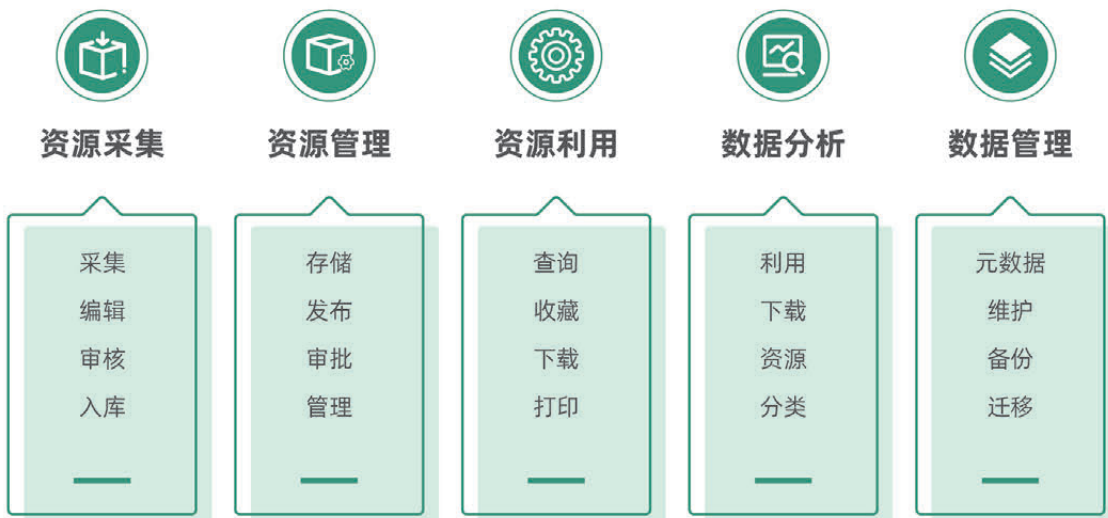 资源采集
采集
编辑
审核
入库
资源管理
存储
发布
审批
管理
资源利用
查询
收藏
下载
打印
数据分析
利用
下载
资源
分类
数据管理
元数据
维护
备份
迁移